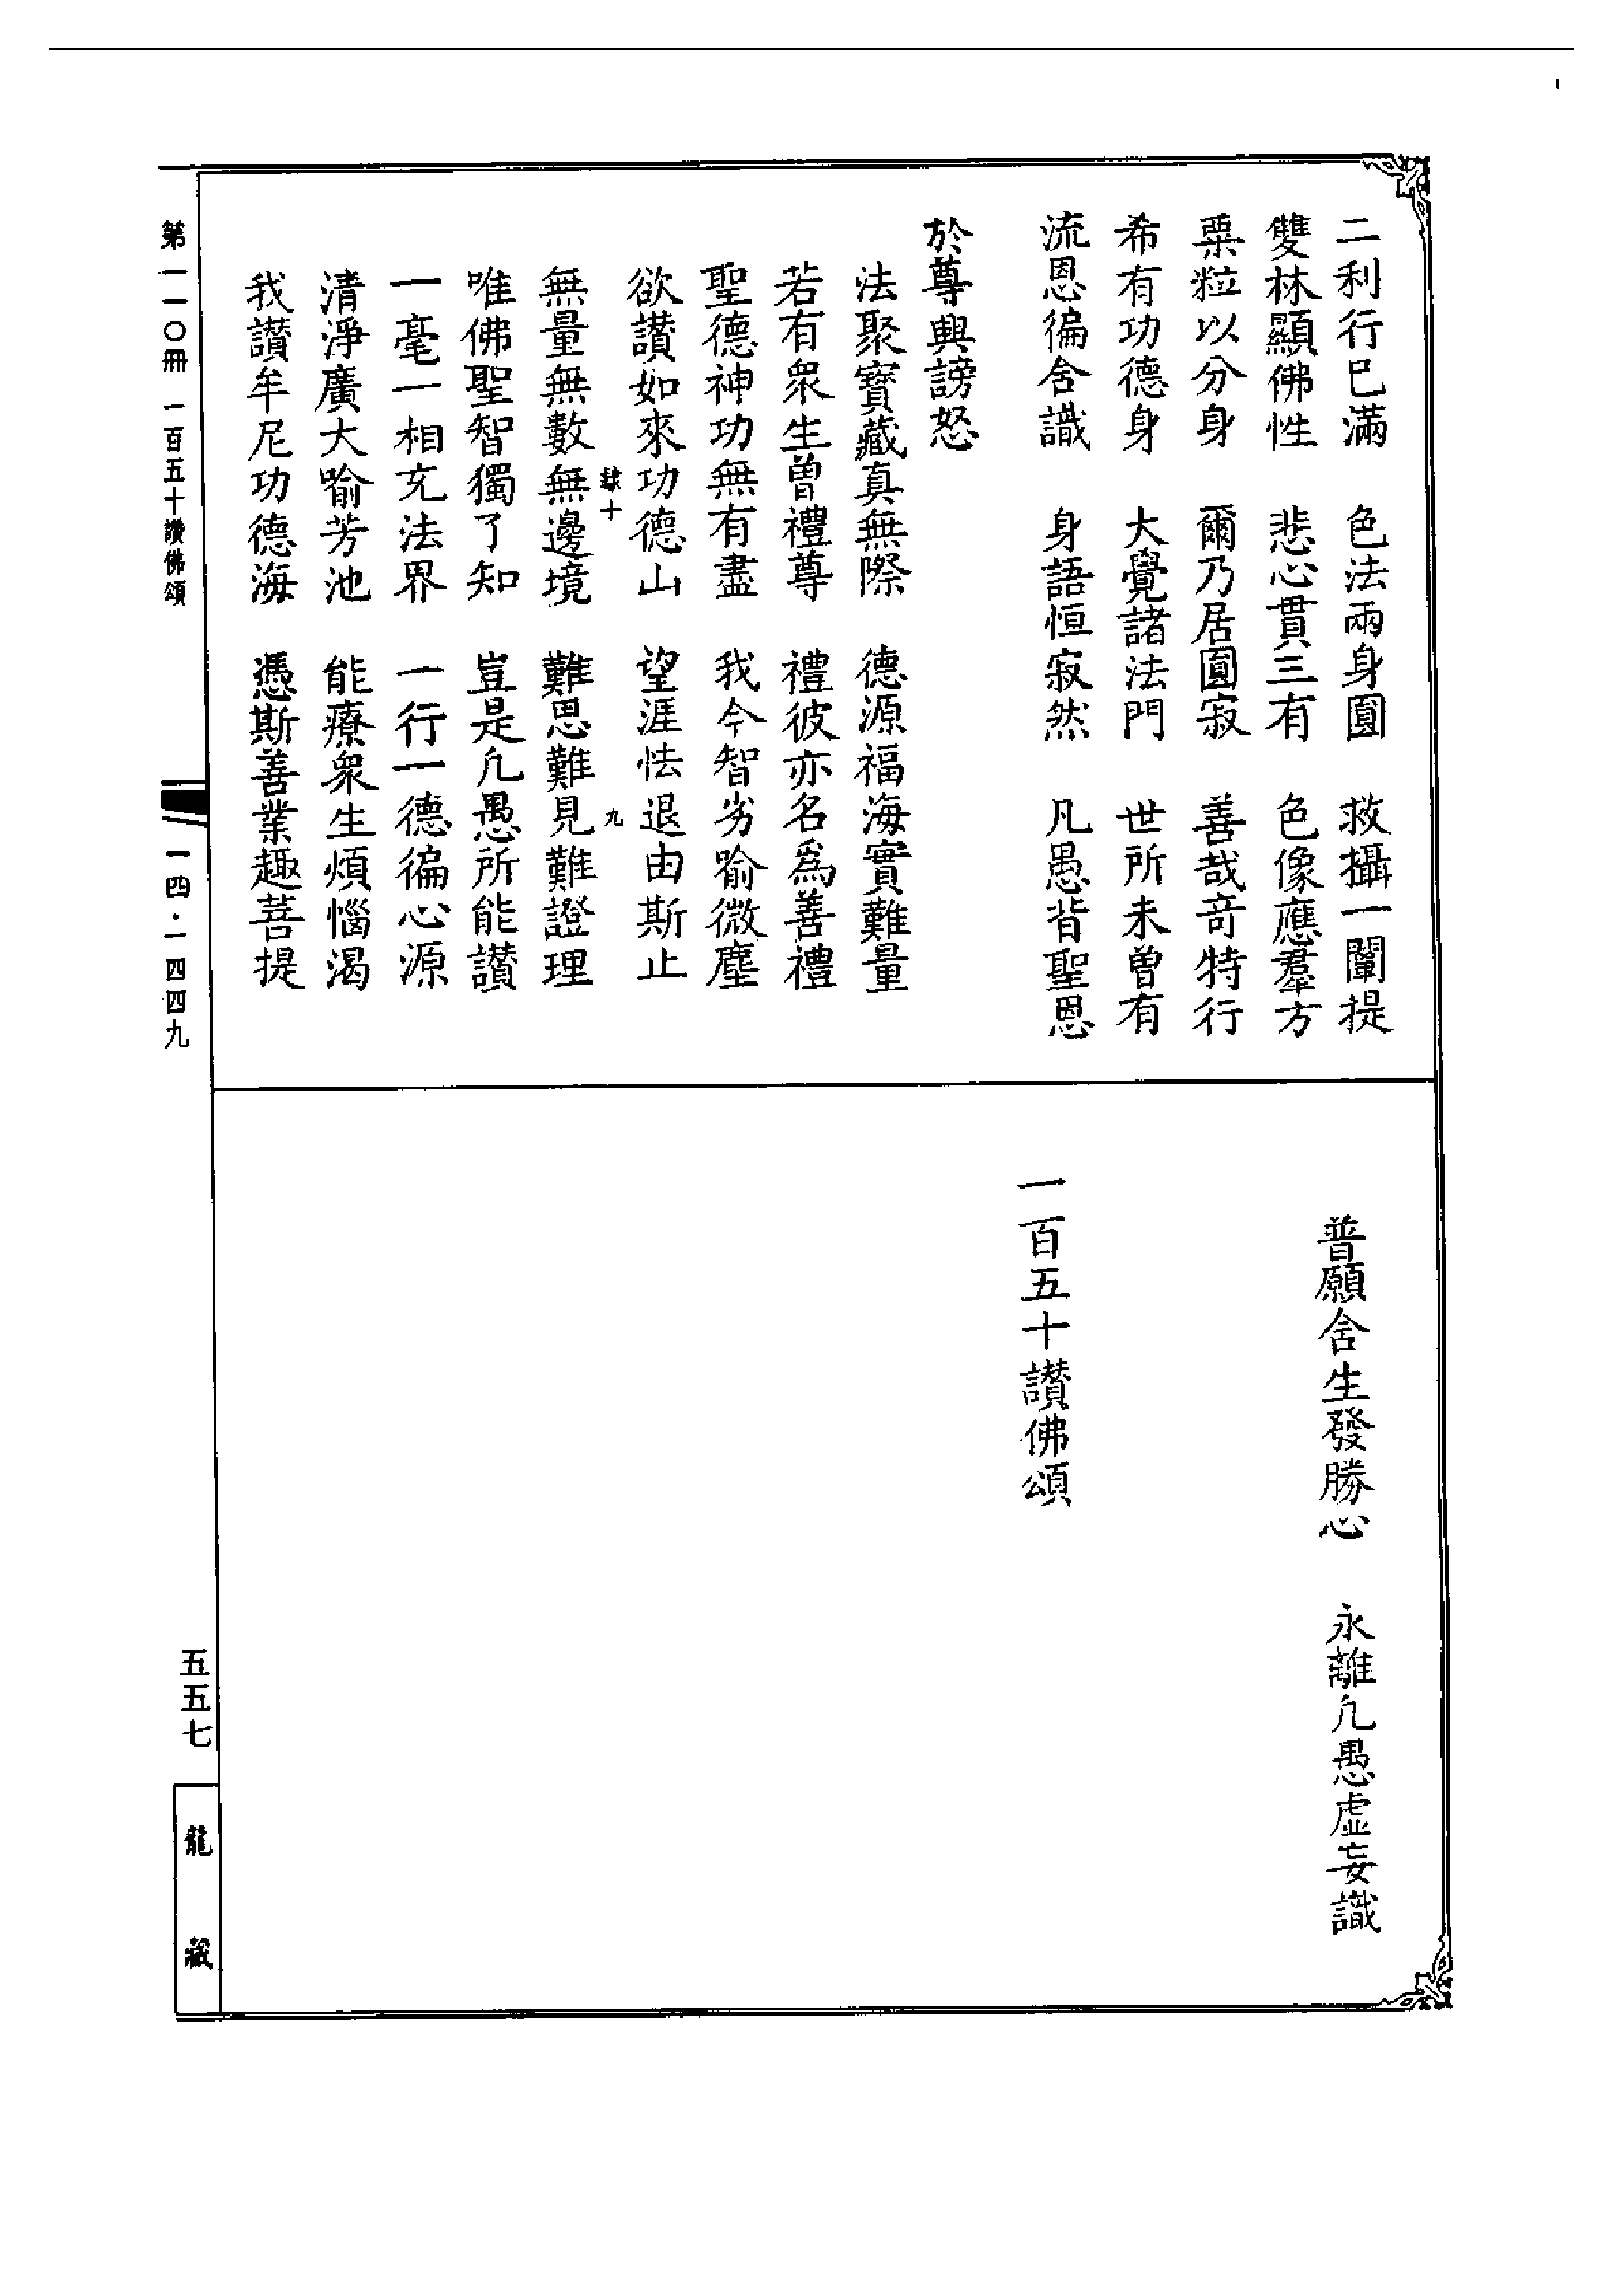 二利行已滿　色法兩身圓　救攝一闡提
雙林顯佛性　悲心貫三有　色像應羣方
粟粒以分身　爾乃居圓寂　善哉竒特行
希有功德身　大覺諸法門　世所未曾有
流恩徧含識　身語恒寂然　凡愚背聖恩
於尊興謗怒
法聚寶藏真無際　德源福海實難量
若有衆生曾禮尊　禮彼亦名爲善禮
聖德神功無有盡　我今智劣喻微塵
欲讃如來功德山　望涯怯退由斯止
隸十　九
無量無數無邊境　難思難見難證理
唯佛聖智獨了知　豈是凡愚所能讃
一毫一相充法界　一行一德徧心源
清淨廣大喻芳池　能療衆生煩惱渴
我讃牟尼功德海　憑斯善業趣菩提
普願含生發勝心　永離凡愚虛妄識
一百五十讃佛頌
第一一〇冊　一百五十讚佛頌
一四·一四四九
五五七
龍藏